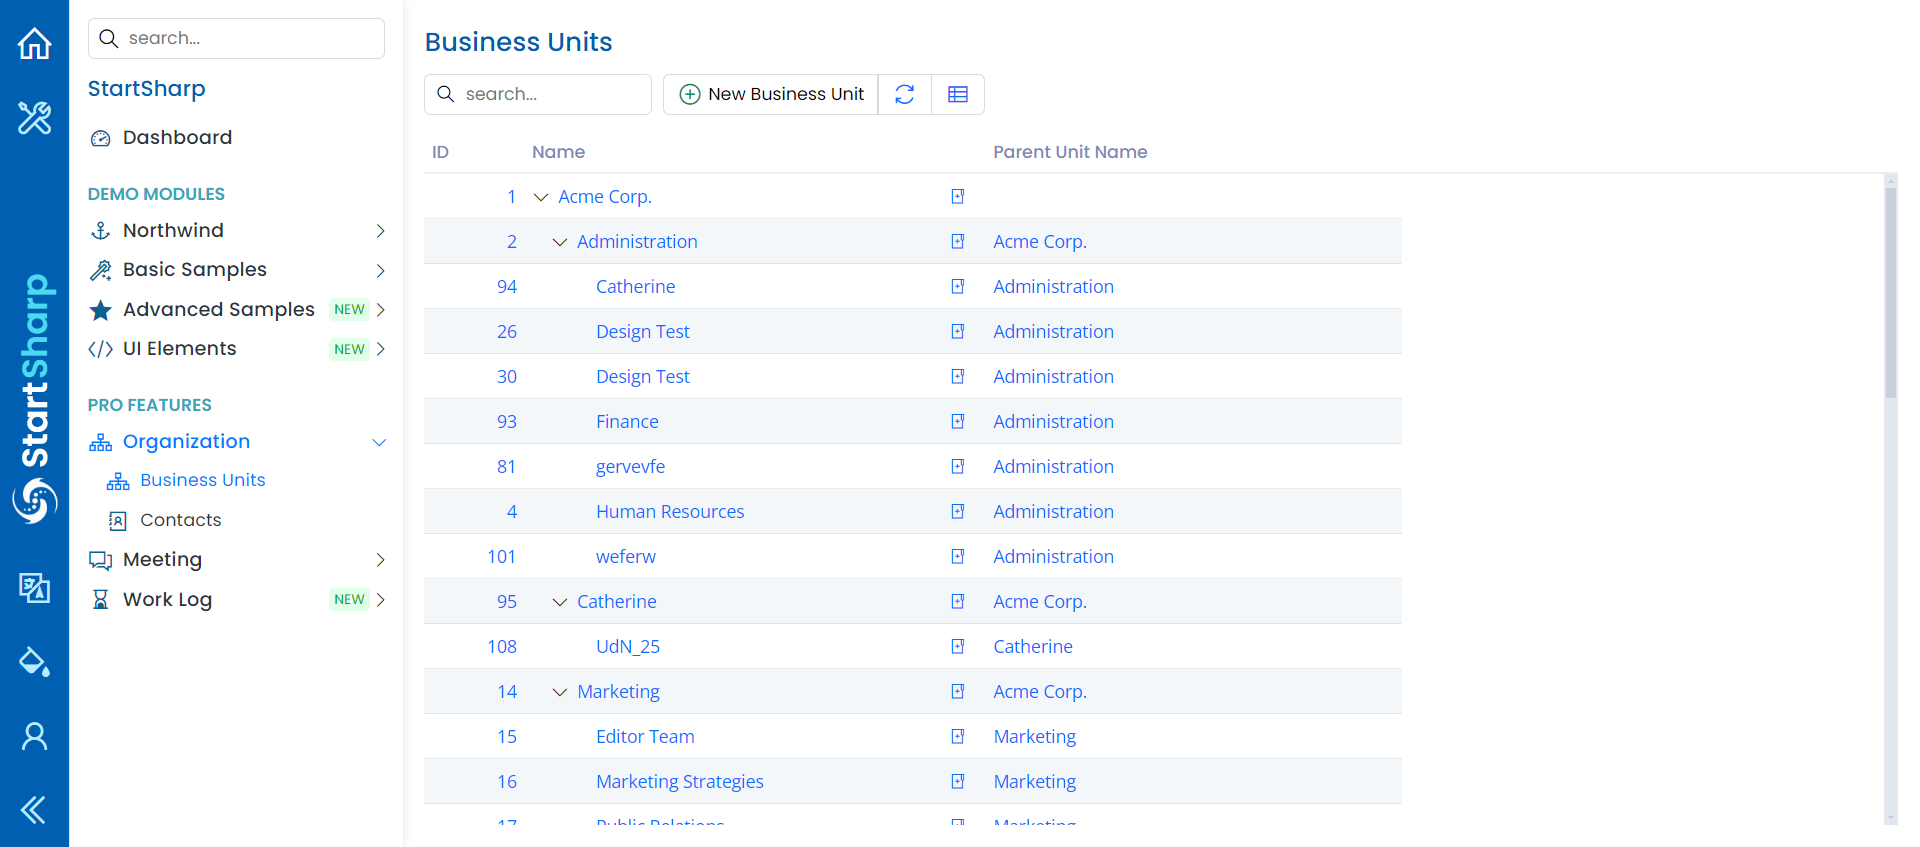 StartSharp
search...
StartSharp
Dashboard
DEMO MODULES
Northwind
Basic Samples
Advanced Samples NEW
UI Elements NEW
PRO FEATURES
Organization
Business Units
Contacts
Meeting
Work Log NEW
Business Units
search...
New Business Unit
ID Name Parent Unit Name
1 Acme Corp.
2 Administration Acme Corp.
94 Catherine Administration
26 Design Test Administration
30 Design Test Administration
93 Finance Administration
81 gervevfe Administration
4 Human Resources Administration
101 weferw Administration
95 Catherine Acme Corp.
108 UdN_25 Catherine
14 Marketing Acme Corp.
15 Editor Team Marketing
16 Marketing Strategies Marketing
17 Public Relations Marketing